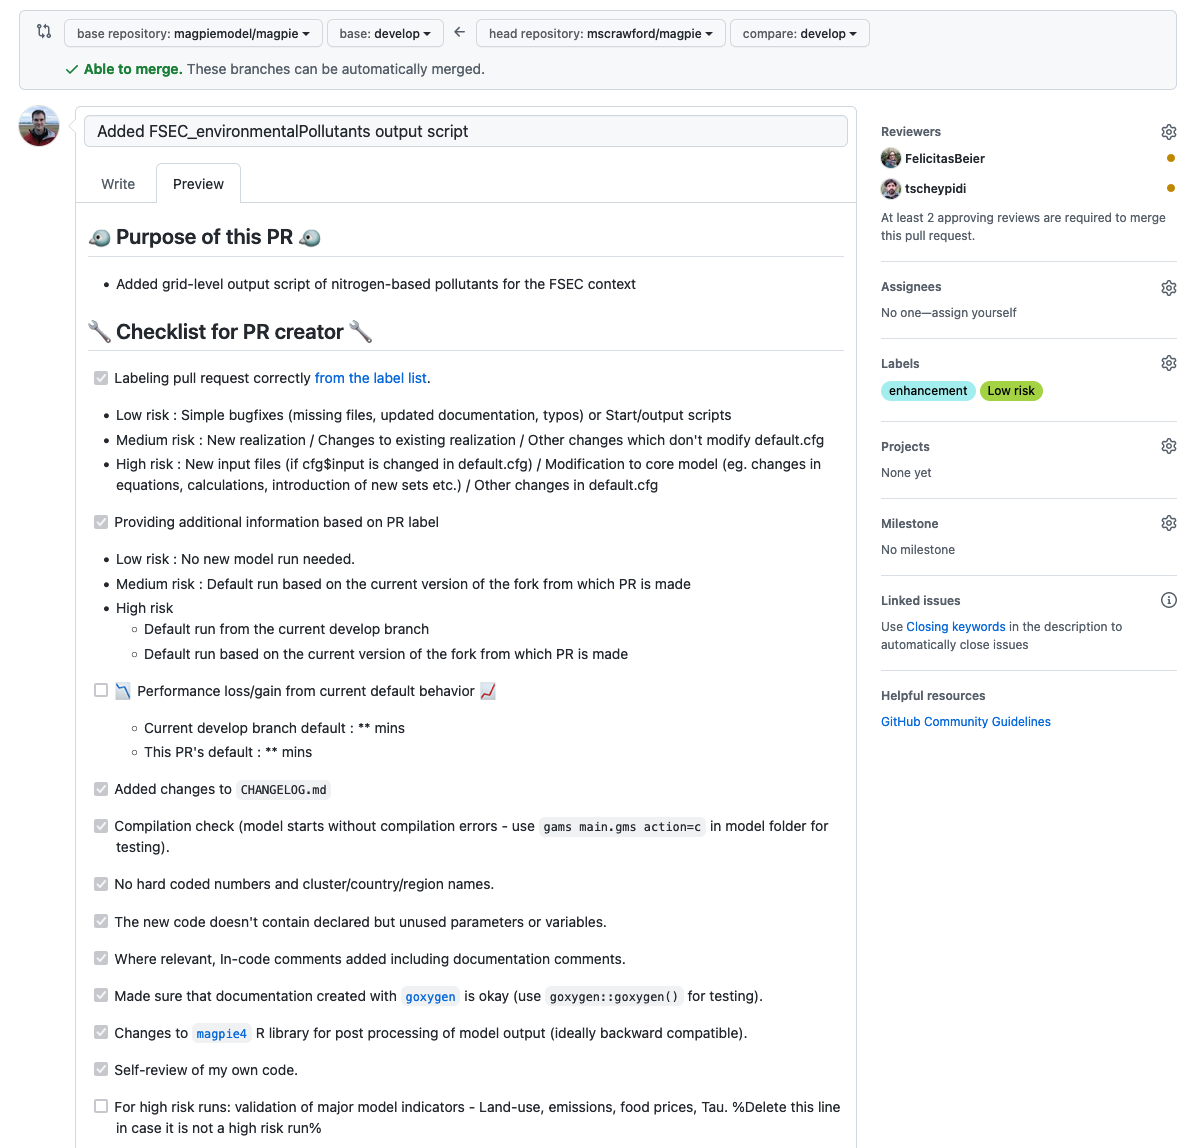 base repository: magpiemodel/magpie base: develop head repository: mscrawford/magpie compare: develop
Able to merge. These branches can be automatically merged.
Added FSEC_environmentalPollutants output script
Write Preview
Purpose of this PR
Added grid-level output script of nitrogen-based pollutants for the FSEC context
Checklist for PR creator
Labeling pull request correctly from the label list.
Low risk : Simple bugfixes (missing files, updated documentation, typos) or Start/output scripts
Medium risk : New realization / Changes to existing realization / Other changes which don't modify default.cfg
High risk : New input files (if cfg$input is changed in default.cfg) / Modification to core model (eg. changes in
equations, calculations, introduction of new sets etc.) / Other changes in default.cfg
Providing additional information based on PR label
Low risk : No new model run needed.
Medium risk : Default run based on the current version of the fork from which PR is made
High risk
Default run from the current develop branch
Default run based on the current version of the fork from which PR is made
Performance loss/gain from current default behavior
Current develop branch default : ** mins
This PR's default : ** mins
Added changes to CHANGELOG.md
Compilation check (model starts without compilation errors - use gams main.gms action=c in model folder for
testing).
No hard coded numbers and cluster/country/region names.
The new code doesn't contain declared but unused parameters or variables.
Where relevant, In-code comments added including documentation comments.
Made sure that documentation created with goxygen is okay (use goxygen::goxygen() for testing).
Changes to magpie4 R library for post processing of model output (ideally backward compatible).
Self-review of my own code.
For high risk runs: validation of major model indicators - Land-use, emissions, food prices, Tau. %Delete this line
in case it is not a high risk run%
Reviewers
FelicitasBeier
tscheypidi
At least 2 approving reviews are required to merge
this pull request.
Assignees
No one—assign yourself
Labels
enhancement Low risk
Projects
None yet
Milestone
No milestone
Linked issues
Use Closing keywords in the description to
automatically close issues
Helpful resources
GitHub Community Guidelines